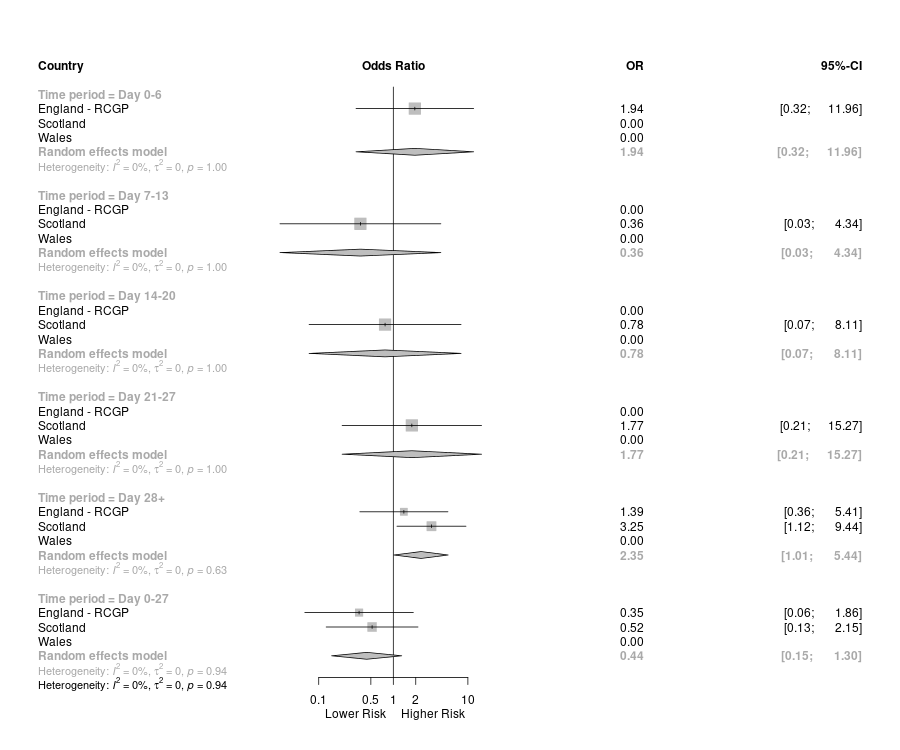 Country Odds Ratio OR 95%-CI
Time period = Day 0-6
England - RCGP 1.94 [0.32; 11.96]
Scotland 0.00
Wales 0.00
Random effects model 1.94 [0.32; 11.96]
Heterogeneity: I² = 0%, τ² = 0, p = 1.00
Time period = Day 7-13
England - RCGP 0.00
Scotland 0.36 [0.03; 4.34]
Wales 0.00
Random effects model 0.36 [0.03; 4.34]
Heterogeneity: I² = 0%, τ² = 0, p = 1.00
Time period = Day 14-20
England - RCGP 0.00
Scotland 0.78 [0.07; 8.11]
Wales 0.00
Random effects model 0.78 [0.07; 8.11]
Heterogeneity: I² = 0%, τ² = 0, p = 1.00
Time period = Day 21-27
England - RCGP 0.00
Scotland 1.77 [0.21; 15.27]
Wales 0.00
Random effects model 1.77 [0.21; 15.27]
Heterogeneity: I² = 0%, τ² = 0, p = 1.00
Time period = Day 28+
England - RCGP 1.39 [0.36; 5.41]
Scotland 3.25 [1.12; 9.44]
Wales 0.00
Random effects model 2.35 [1.01; 5.44]
Heterogeneity: I² = 0%, τ² = 0, p = 0.63
Time period = Day 0-27
England - RCGP 0.35 [0.06; 1.86]
Scotland 0.52 [0.13; 2.15]
Wales 0.00
Random effects model 0.44 [0.15; 1.30]
Heterogeneity: I² = 0%, τ² = 0, p = 0.94
Heterogeneity: I² = 0%, τ² = 0, p = 0.94
0.1 0.5 1 2 10
Lower Risk Higher Risk